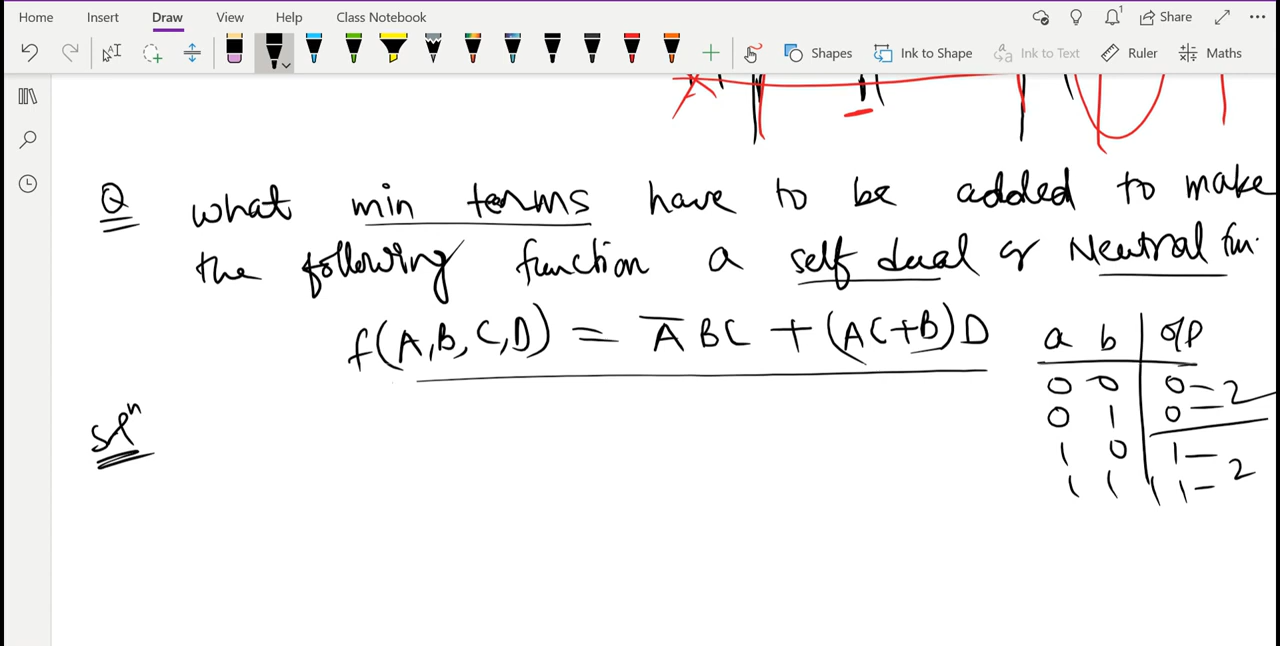 Home Insert Draw View Help Class Notebook 1 Share
Ink to Shape Ink to Text Ruler Maths Shapes
Q what min terms have to be added to make
the following function a self dual or Neutral fun.
f(A,B,C,D) = A̅BC + (AC+B)D
a b | o/p
0 0 | 0 – 2
0 1 | 0 –
1 0 | 1 –
1 1 | 1 – 2
Solⁿ